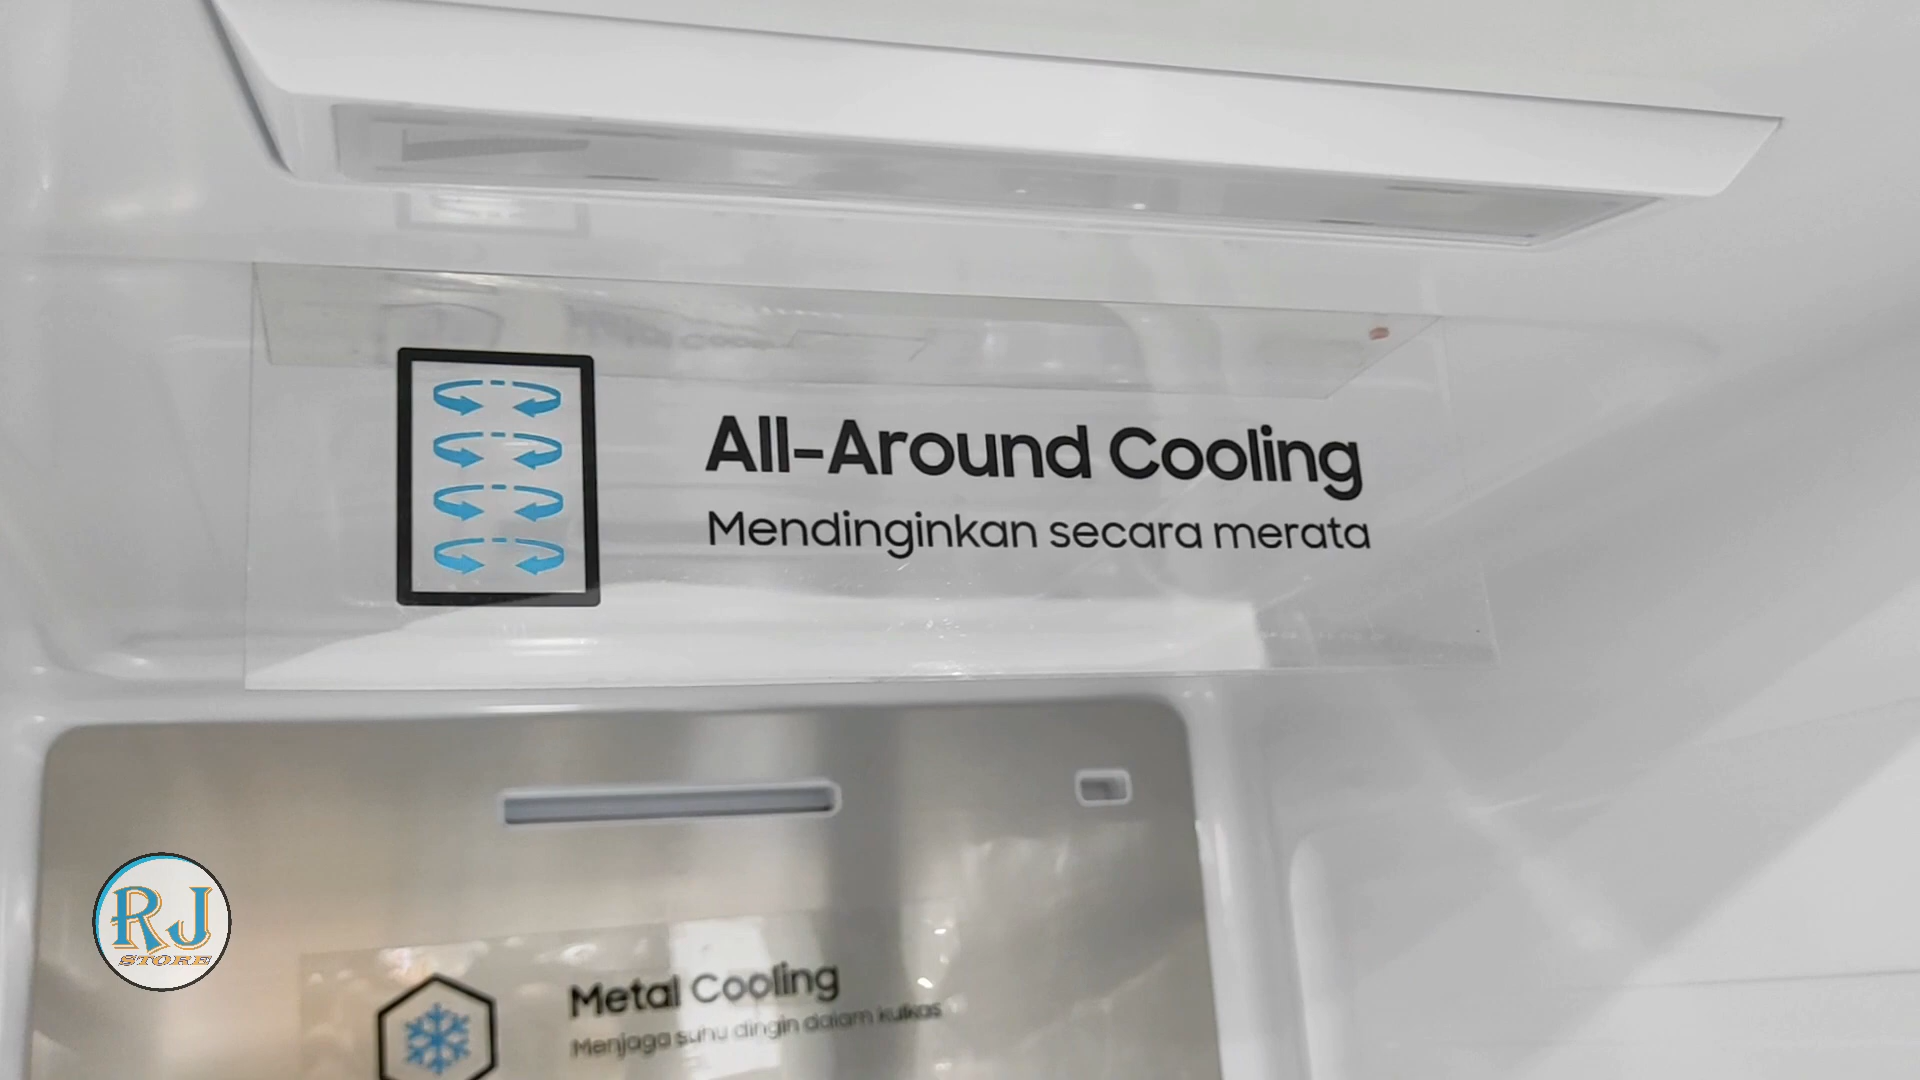 All-Around Cooling
Mendinginkan secara merata
Metal Cooling
Menjaga suhu dingin dalam kulkas
RJ
STORE